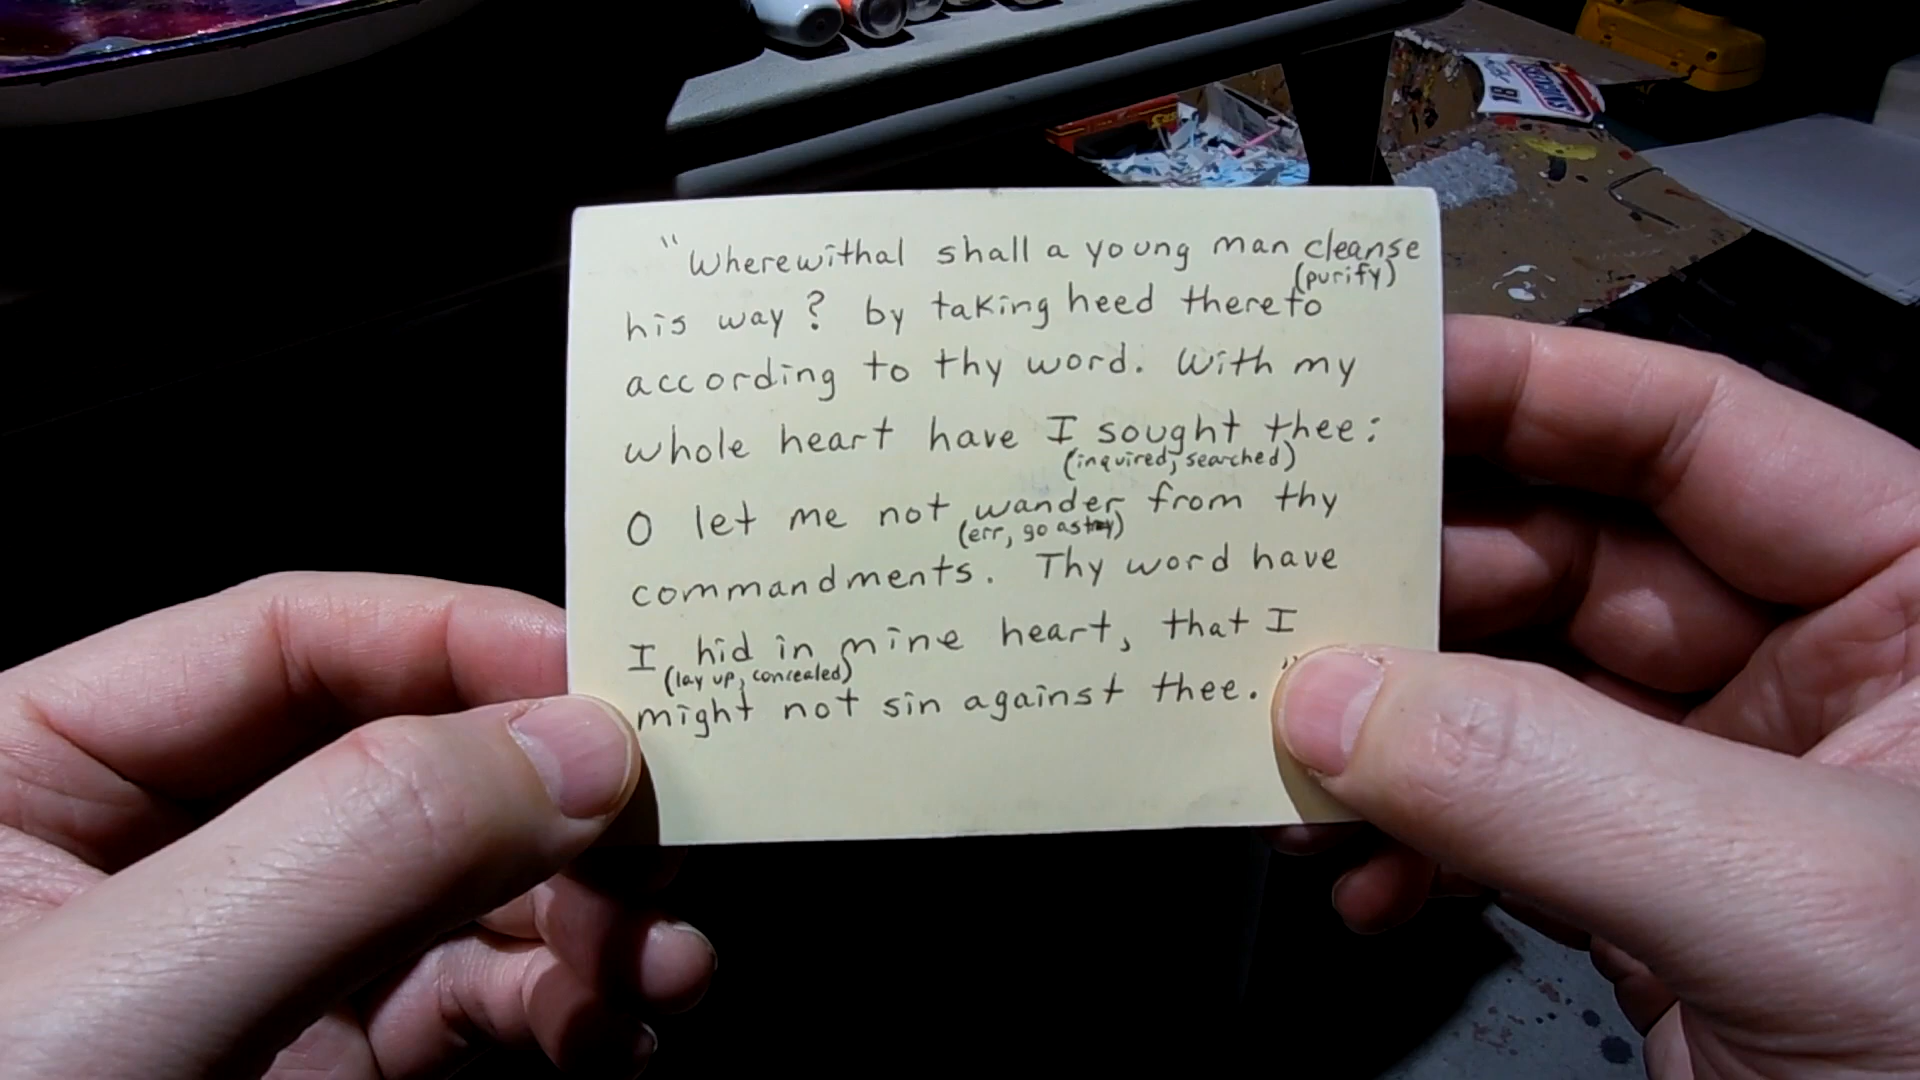 "Wherewithal shall a young man cleanse
(purify)
his way? by taking heed thereto
according to thy word. With my
whole heart have I sought thee:
(inquired, searched)
O let me not wander from thy
(err, go astray)
commandments. Thy word have
I hid in mine heart, that I
(lay up, concealed)
might not sin against thee."
18